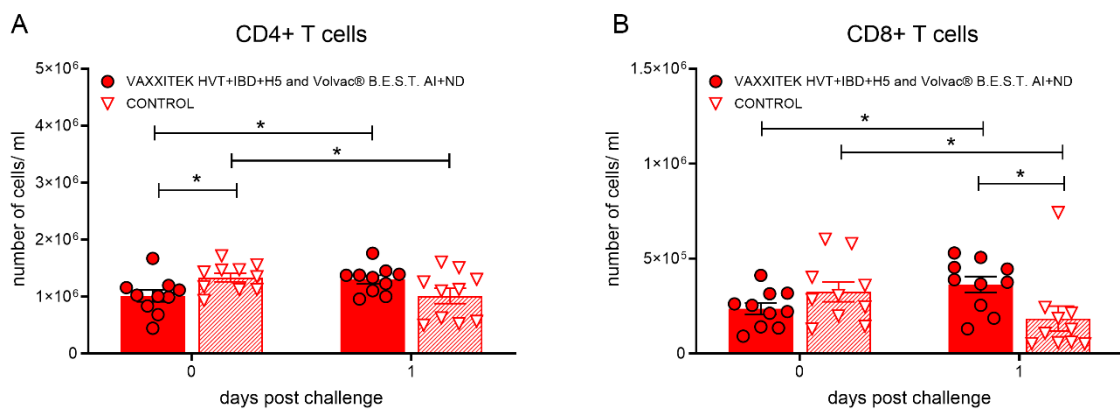 A
CD4+ T cells
VAXXITEK HVT+IBD+H5 and Volvac® B.E.S.T. AI+ND
CONTROL
number of cells/ ml
5×10⁶
4×10⁶
3×10⁶
2×10⁶
1×10⁶
0
*
*
*
0
1
days post challenge
B
CD8+ T cells
VAXXITEK HVT+IBD+H5 and Volvac® B.E.S.T. AI+ND
CONTROL
number of cells/ ml
1.5×10⁶
1×10⁶
5×10⁵
0
*
*
*
0
1
days post challenge